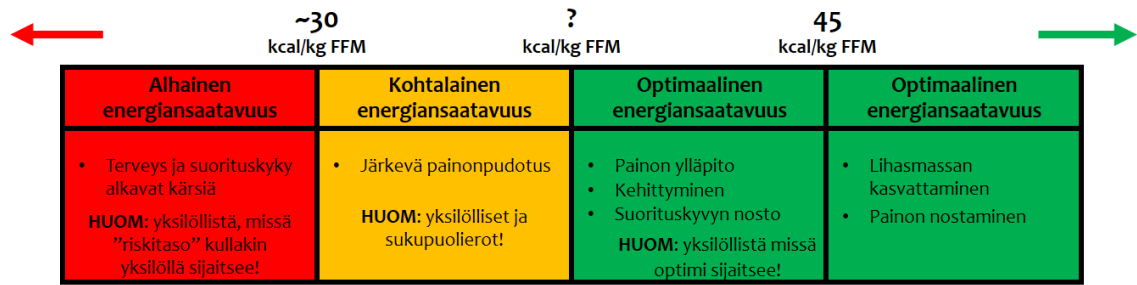 ~30
kcal/kg FFM
?
kcal/kg FFM
45
kcal/kg FFM
Alhainen
energiansaatavuus
Kohtalainen
energiansaatavuus
Optimaalinen
energiansaatavuus
Optimaalinen
energiansaatavuus
• Terveys ja suorituskyky
alkavat kärsiä
HUOM: yksilöllistä, missä
”riskitaso” kullakin
yksilöllä sijaitsee!
• Järkevä painonpudotus
HUOM: yksilölliset ja
sukupuolierot!
• Painon ylläpito
• Kehittyminen
• Suorituskyvyn nosto
HUOM: yksilöllistä missä
optimi sijaitsee!
• Lihasmassan
kasvattaminen
• Painon nostaminen